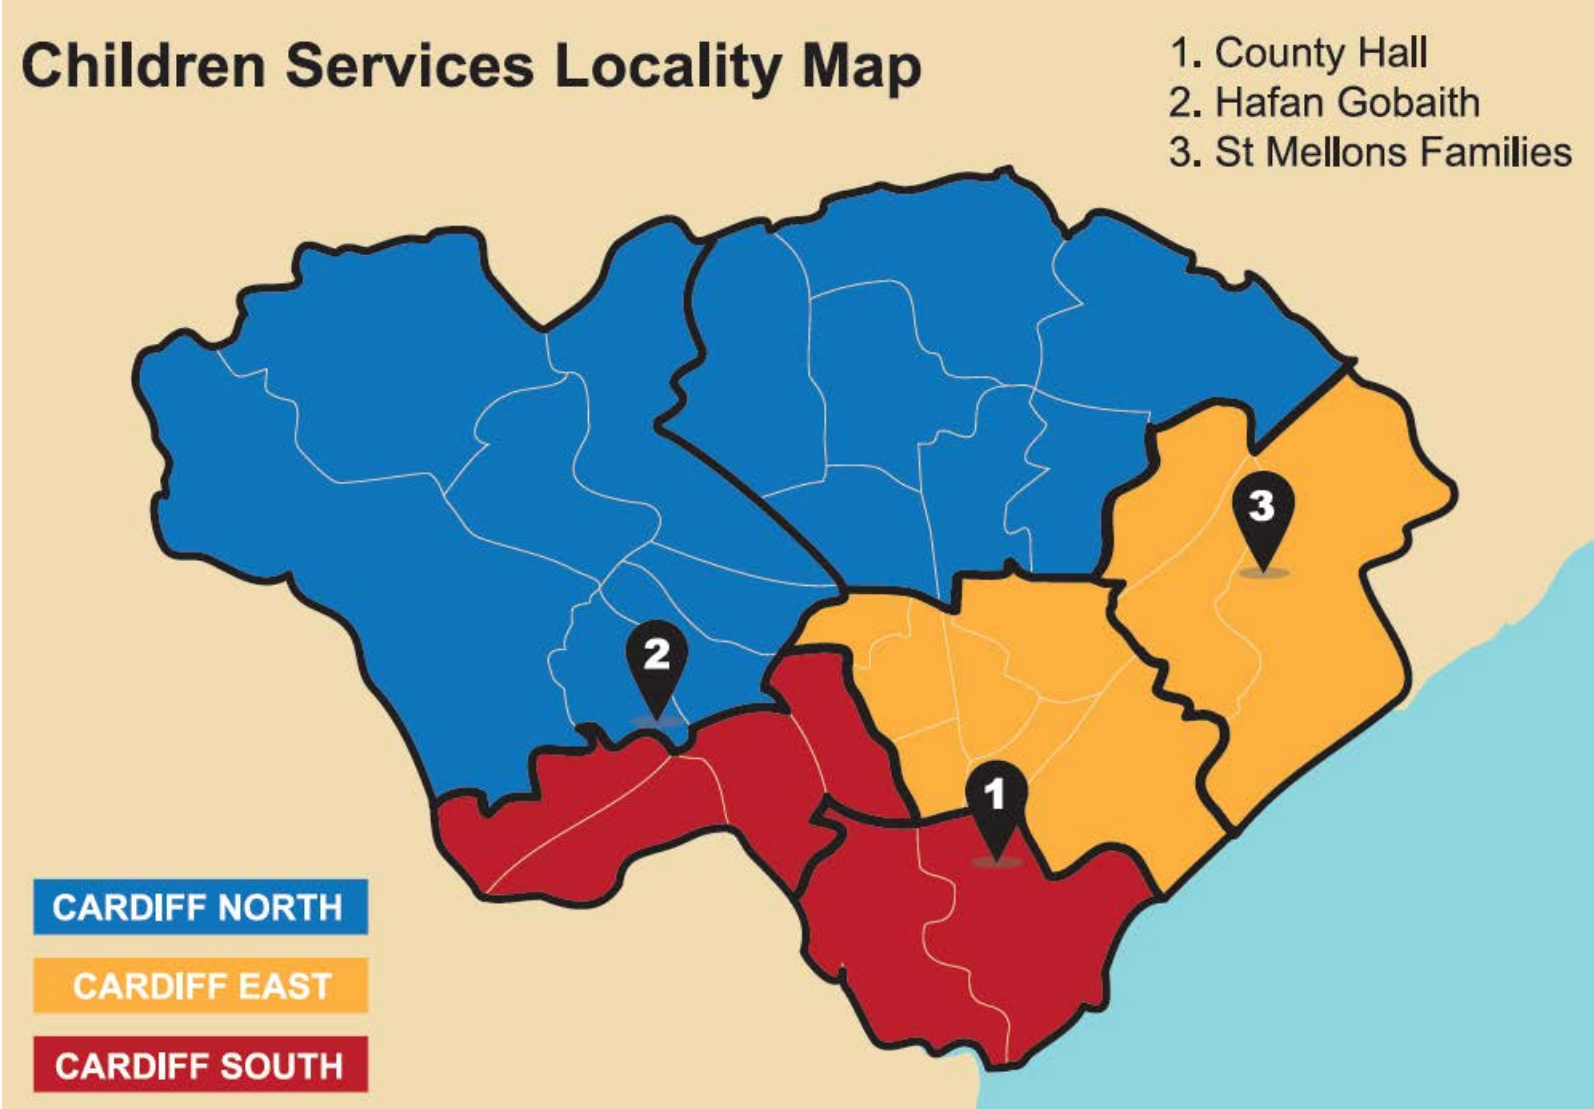 Children Services Locality Map
1. County Hall
2. Hafan Gobaith
3. St Mellons Families
3
2
1
CARDIFF NORTH
CARDIFF EAST
CARDIFF SOUTH